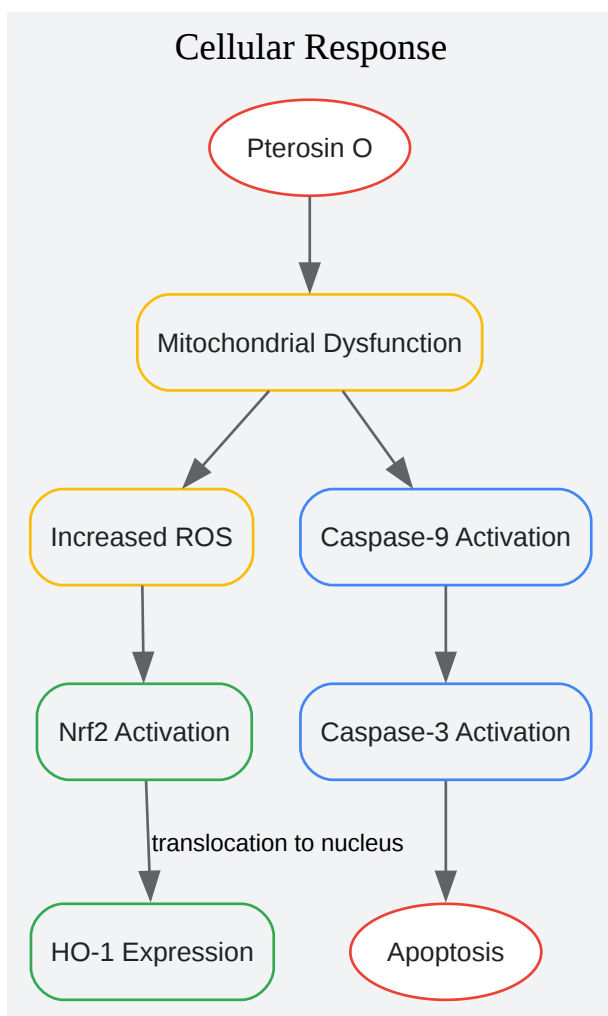 Cellular Response
Pterosin O
Mitochondrial Dysfunction
Increased ROS
Caspase-9 Activation
Nrf2 Activation
Caspase-3 Activation
translocation to nucleus
HO-1 Expression
Apoptosis